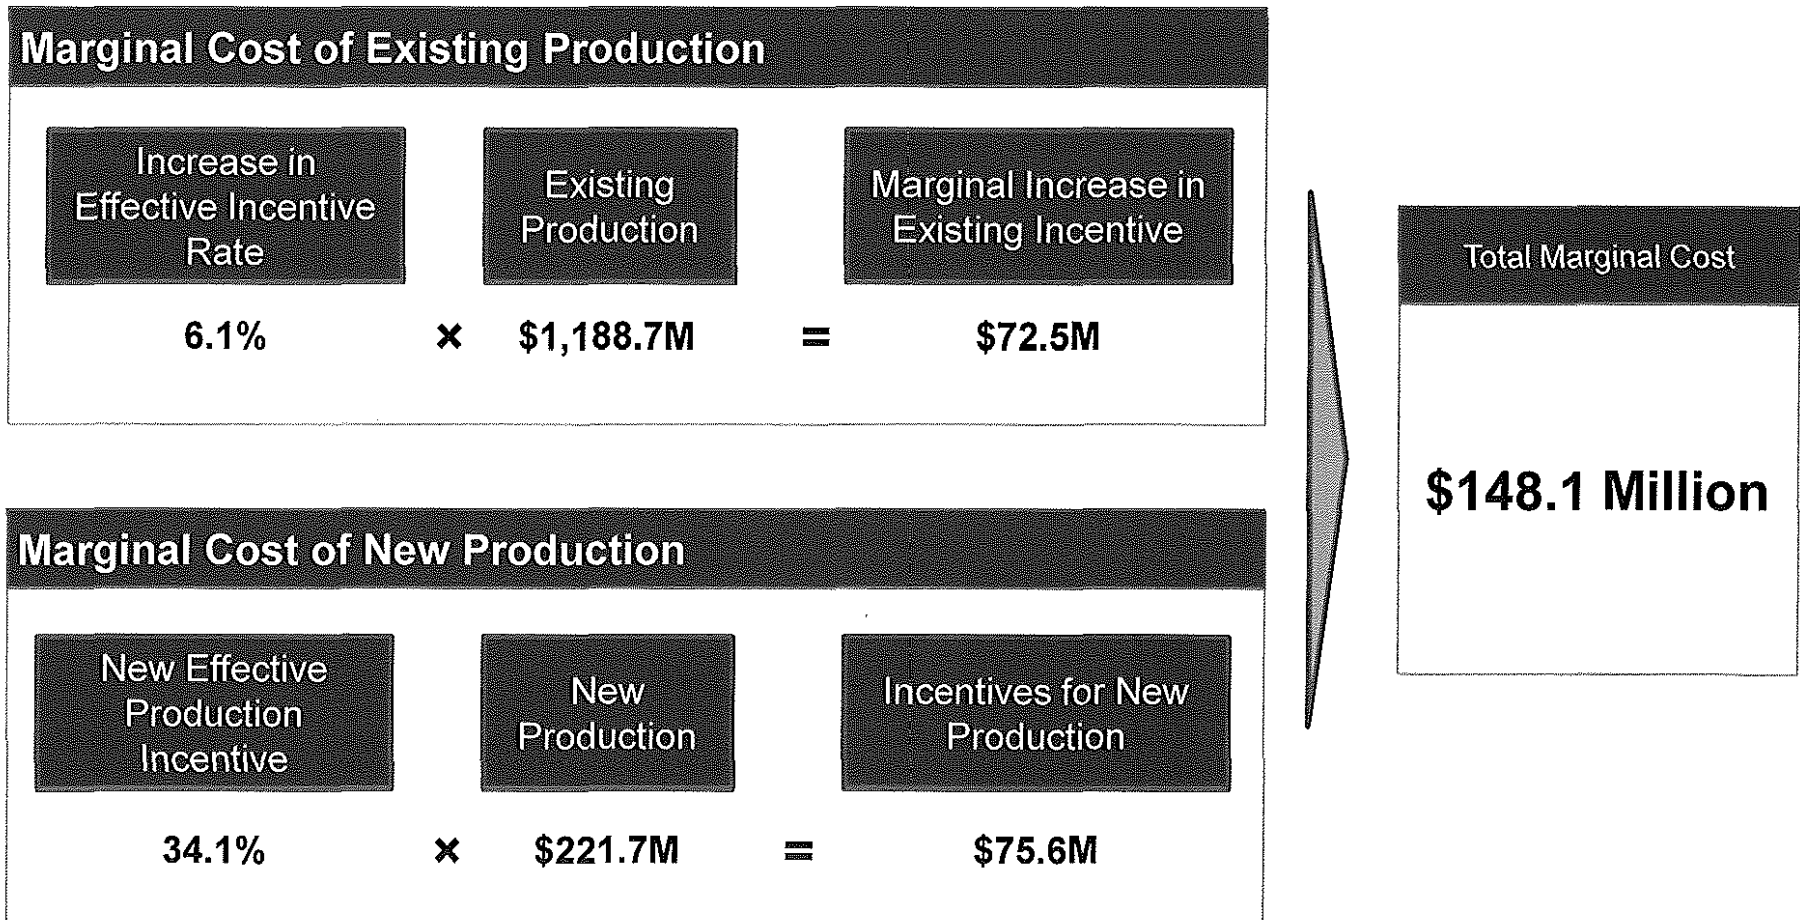 Marginal Cost of Existing Production
Increase in
Effective Incentive
Rate
Existing
Production
Marginal Increase in
Existing Incentive
6.1% × $1,188.7M = $72.5M
Marginal Cost of New Production
New Effective
Production
Incentive
New
Production
Incentives for New
Production
34.1% × $221.7M = $75.6M
Total Marginal Cost
$148.1 Million